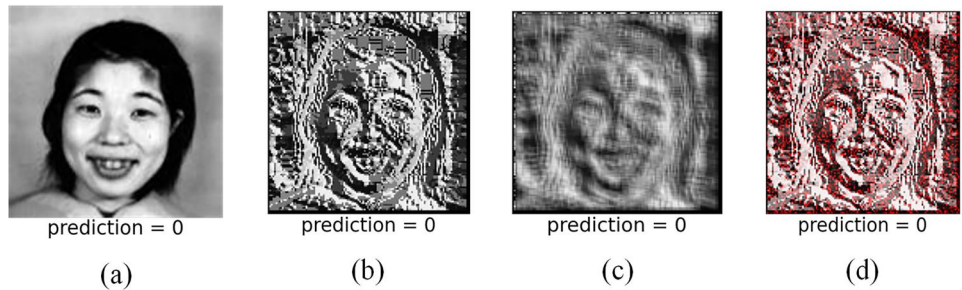 prediction = 0 prediction = 0 prediction = 0 prediction = 0
(a) (b) (c) (d)